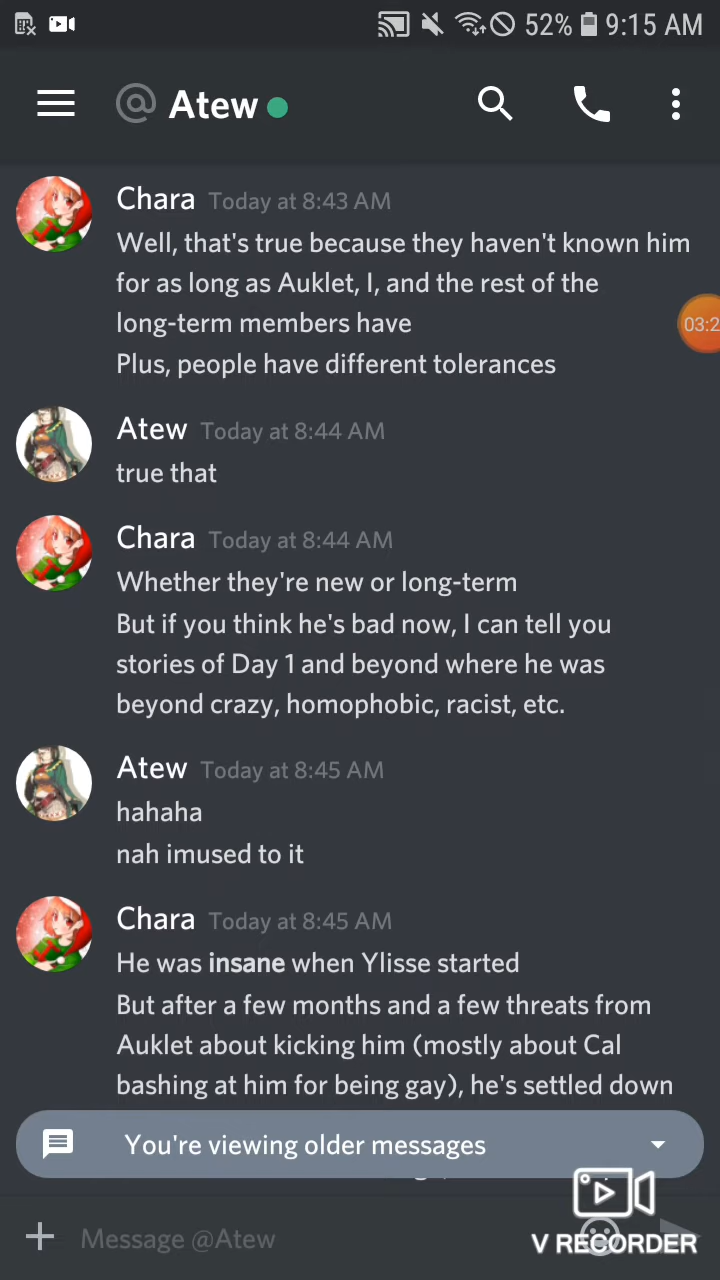 52% 9:15 AM
@ Atew
Chara Today at 8:43 AM
Well, that's true because they haven't known him
for as long as Auklet, I, and the rest of the
long-term members have
Plus, people have different tolerances
03:2
Atew Today at 8:44 AM
true that
Chara Today at 8:44 AM
Whether they're new or long-term
But if you think he's bad now, I can tell you
stories of Day 1 and beyond where he was
beyond crazy, homophobic, racist, etc.
Atew Today at 8:45 AM
hahaha
nah imused to it
Chara Today at 8:45 AM
He was insane when Ylisse started
But after a few months and a few threats from
Auklet about kicking him (mostly about Cal
bashing at him for being gay), he's settled down
You're viewing older messages
Message @Atew
V RECORDER